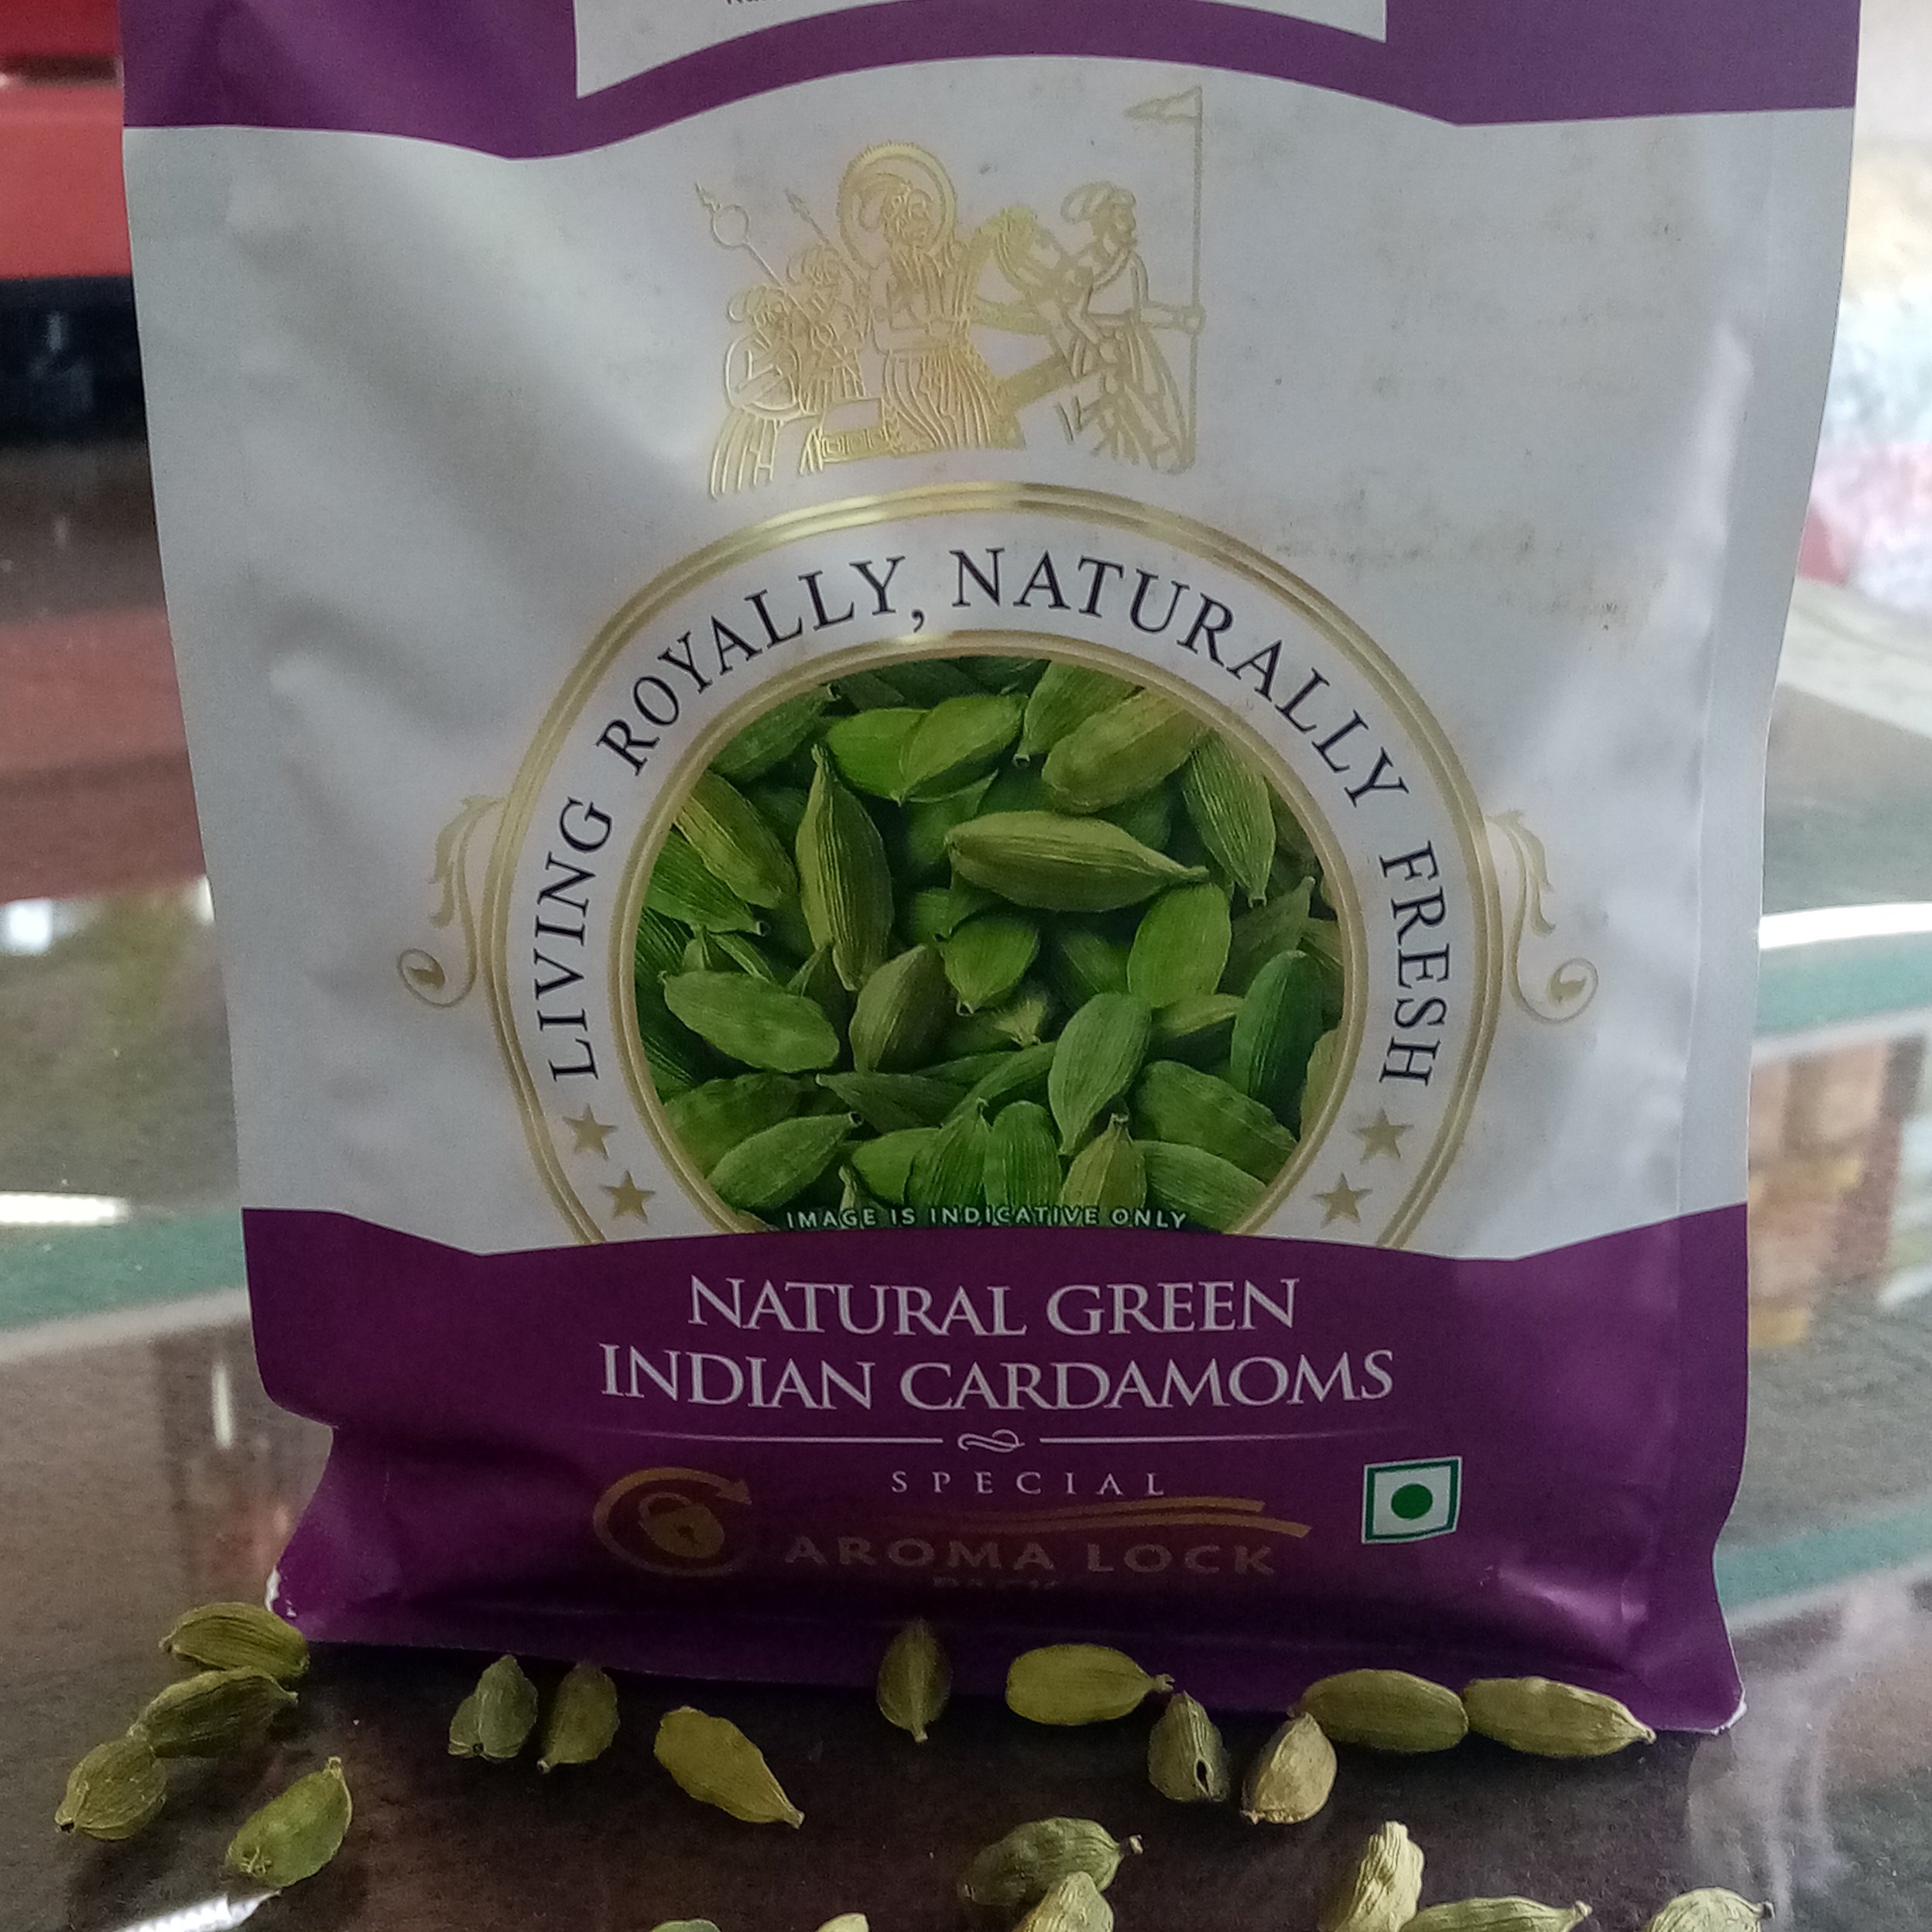 LIVING ROYALLY, NATURALLY FRESH
IMAGE IS INDICATIVE ONLY
NATURAL GREEN
INDIAN CARDAMOMS
SPECIAL
AROMA LOCK